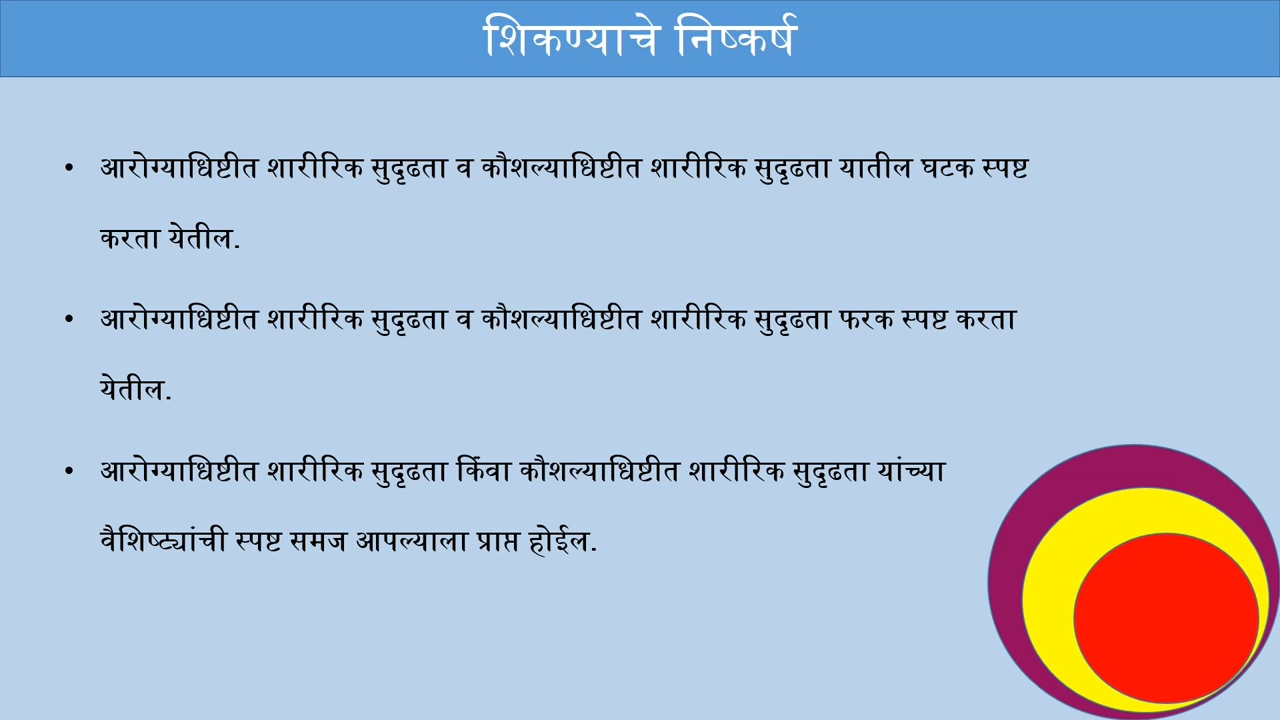 शिकण्याचे निष्कर्ष
• आरोग्याधिष्टीत शारीरिक सुदृढता व कौशल्याधिष्टीत शारीरिक सुदृढता यातील घटक स्पष्ट
करता येतील.
• आरोग्याधिष्टीत शारीरिक सुदृढता व कौशल्याधिष्टीत शारीरिक सुदृढता फरक स्पष्ट करता
येतील.
• आरोग्याधिष्टीत शारीरिक सुदृढता किंवा कौशल्याधिष्टीत शारीरिक सुदृढता यांच्या
वैशिष्ट्यांची स्पष्ट समज आपल्याला प्राप्त होईल.